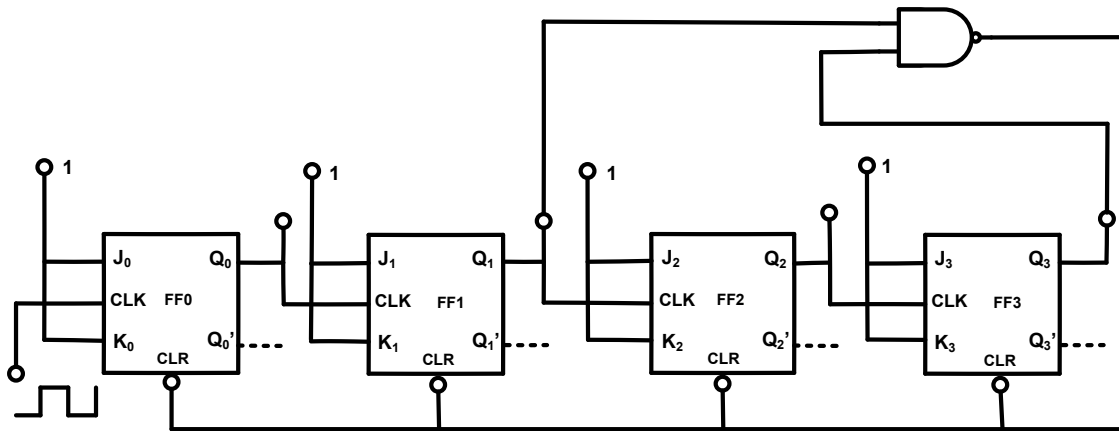 1
1
1
1
J₀ Q₀
CLK FF0
K₀ Q₀'
CLR
J₁ Q₁
CLK FF1
K₁ Q₁'
CLR
J₂ Q₂
CLK FF2
K₂ Q₂'
CLR
J₃ Q₃
CLK FF3
K₃ Q₃'
CLR